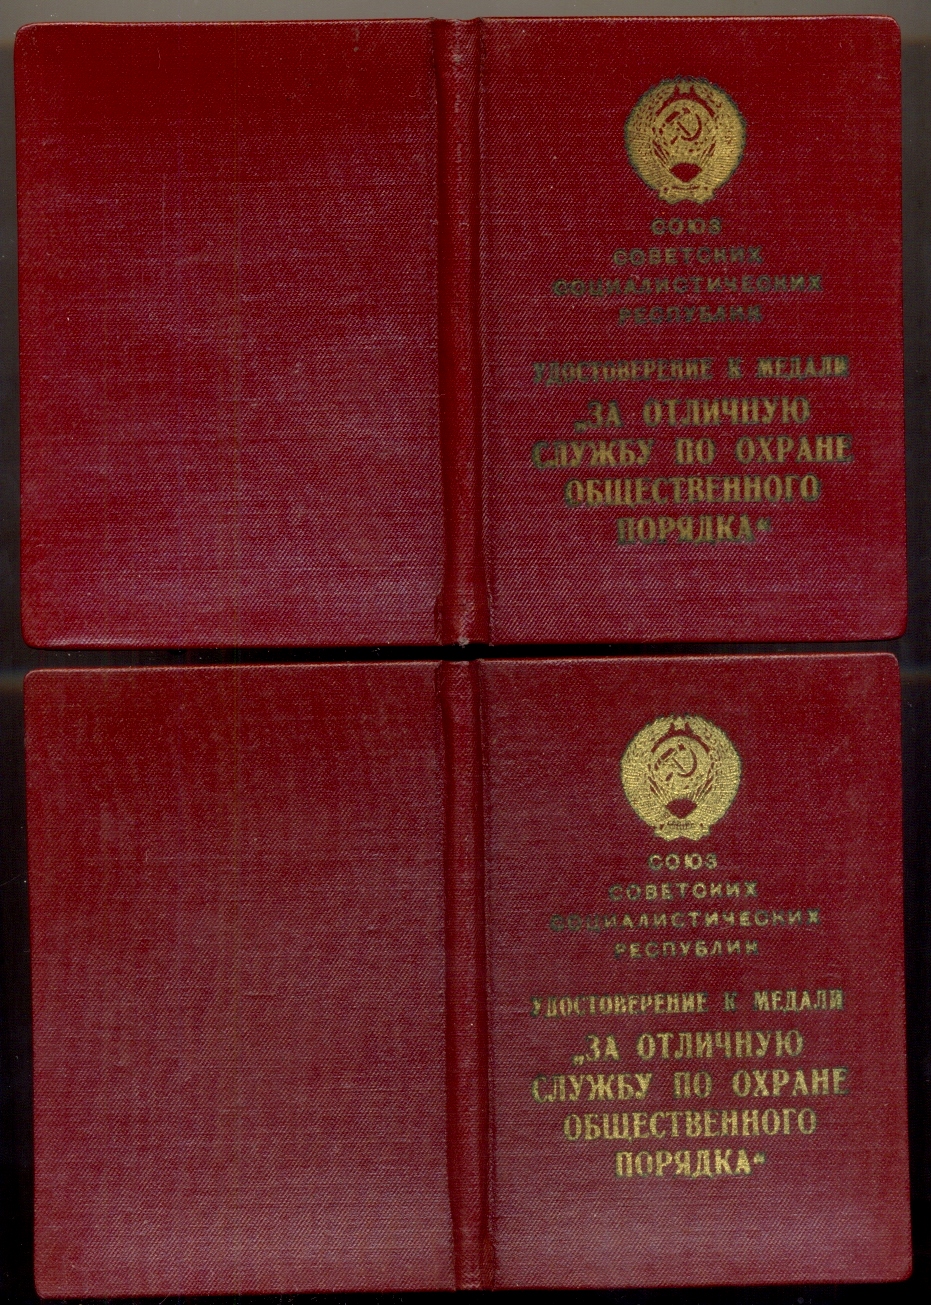 СОЮЗ
СОВЕТСКИХ
СОЦИАЛИСТИЧЕСКИХ
РЕСПУБЛИК
УДОСТОВЕРЕНИЕ К МЕДАЛИ
„ЗА ОТЛИЧНУЮ
СЛУЖБУ ПО ОХРАНЕ
ОБЩЕСТВЕННОГО
ПОРЯДКА“
СОЮЗ
СОВЕТСКИХ
СОЦИАЛИСТИЧЕСКИХ
РЕСПУБЛИК
УДОСТОВЕРЕНИЕ К МЕДАЛИ
„ЗА ОТЛИЧНУЮ
СЛУЖБУ ПО ОХРАНЕ
ОБЩЕСТВЕННОГО
ПОРЯДКА“